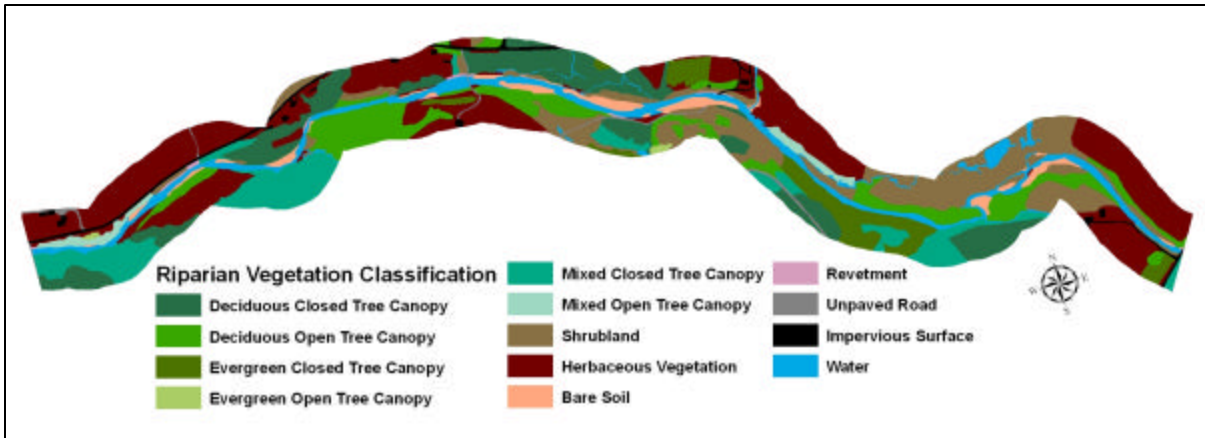 Riparian Vegetation Classification
Deciduous Closed Tree Canopy
Deciduous Open Tree Canopy
Evergreen Closed Tree Canopy
Evergreen Open Tree Canopy
Mixed Closed Tree Canopy
Mixed Open Tree Canopy
Shrubland
Herbaceous Vegetation
Bare Soil
Revetment
Unpaved Road
Impervious Surface
Water
N
E
S